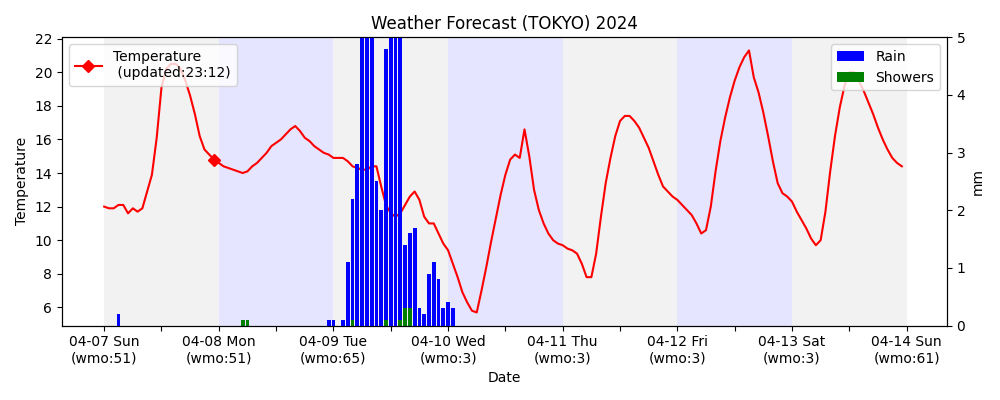 Weather Forecast (TOKYO) 2024
Temperature
(updated:23:12)
Rain
Showers
Temperature
22
20
18
16
14
12
10
8
6
5
4
3
2
1
0
mm
04-07 Sun
(wmo:51)
04-08 Mon
(wmo:51)
04-09 Tue
(wmo:65)
04-10 Wed
(wmo:3)
04-11 Thu
(wmo:3)
04-12 Fri
(wmo:3)
04-13 Sat
(wmo:3)
04-14 Sun
(wmo:61)
Date